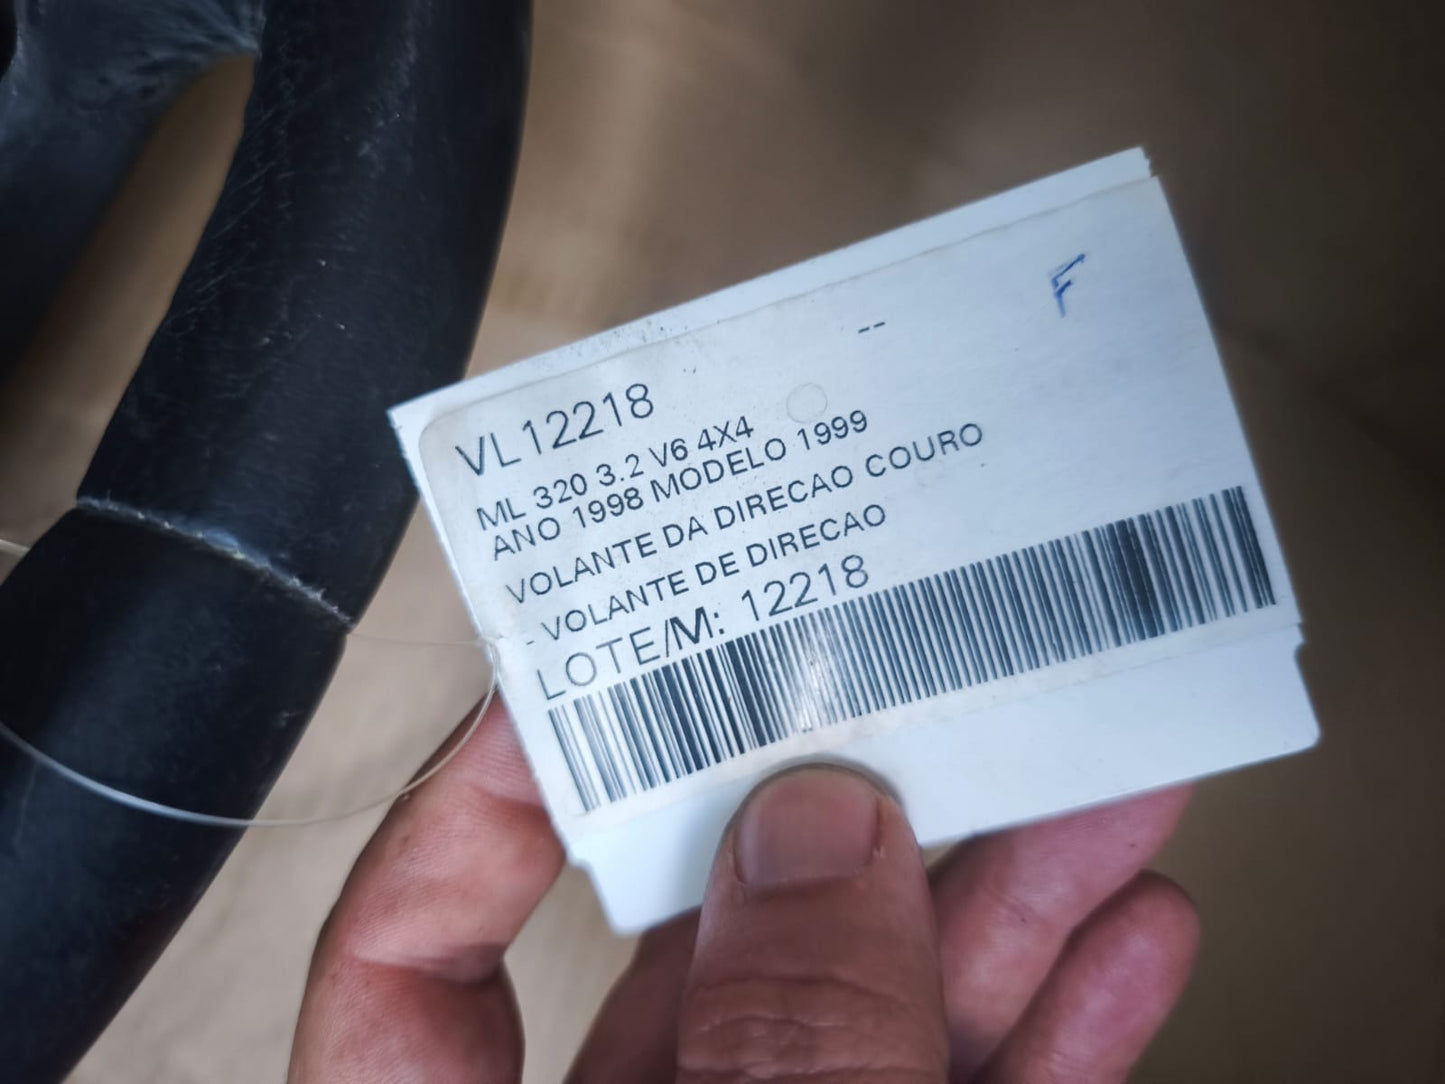 F
--
VL12218
ML 320 3.2 V6 4X4
ANO 1998 MODELO 1999
VOLANTE DA DIRECAO COURO
- VOLANTE DE DIRECAO
LOTE/M: 12218